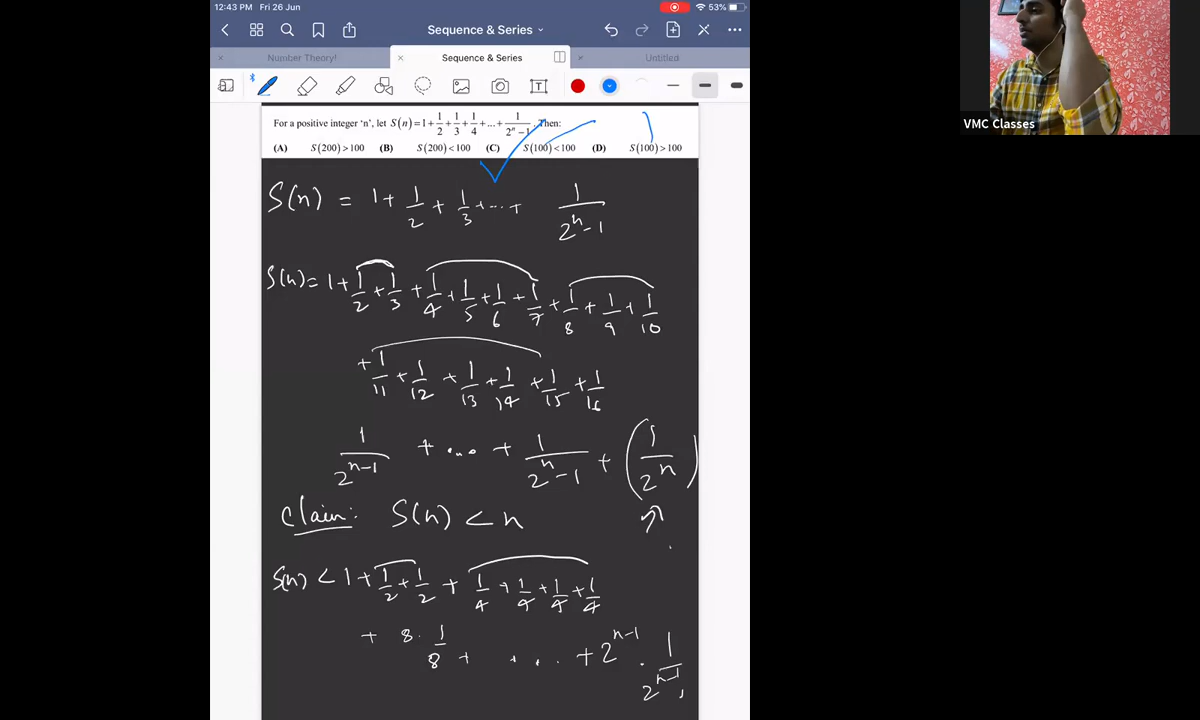 12:43 PM Fri 26 Jun
53%
Sequence & Series
Number Theory!
Sequence & Series
Untitled
For a positive integer 'n', let S(n) = 1 + 1/2 + 1/3 + 1/4 + ... + 1/(2^n − 1). Then:
(A) S(200) > 100 (B) S(200) < 100 (C) S(100) < 100 (D) S(100) > 100
S(n) = 1 + 1/2 + 1/3 + ... + 1/(2^n − 1)
S(n) = 1 + 1/2 + 1/3 + 1/4 + 1/5 + 1/6 + 1/7 + 1/8 + 1/9 + 1/10
+ 1/11 + 1/12 + 1/13 + 1/14 + 1/15 + 1/16
1/2^(n−1) + ... + 1/(2^n − 1) + (1/2^n)
Claim: S(n) < n
S(n) < 1 + 1/2 + 1/2 + 1/4 + 1/4 + 1/4 + 1/4
+ 8 · 1/8 + . . . . + 2^(n−1) · 1/2^(n−1)
VMC Classes